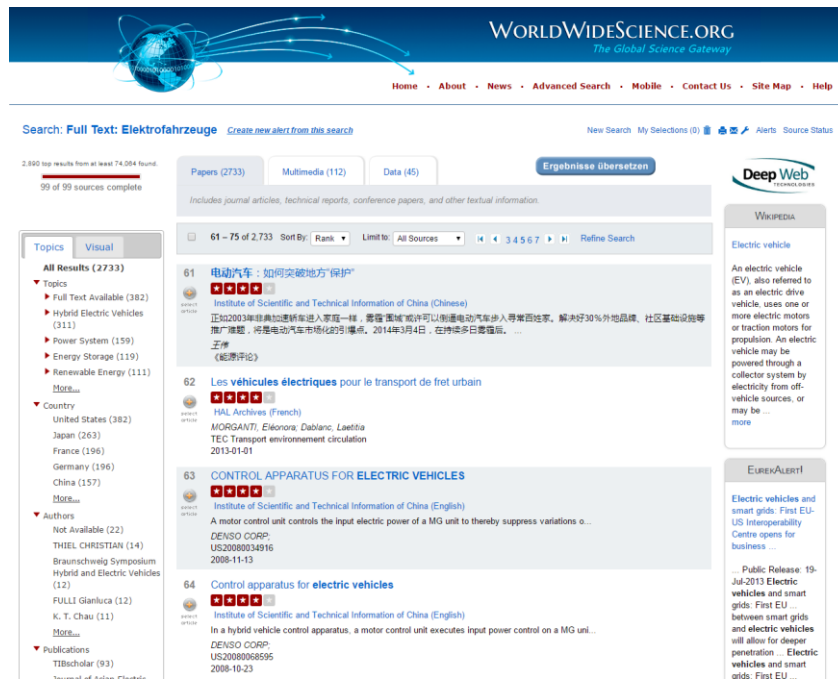 WORLDWIDESCIENCE.ORG
The Global Science Gateway
Home • About • News • Advanced Search • Mobile • Contact Us • Site Map • Help
Search: Full Text: Elektrofahrzeuge Create new alert from this search
New Search My Selections (0) Alerts Source Status
2,690 top results from at least 74,064 found.
99 of 99 sources complete
Papers (2733) Multimedia (112) Data (45)
Ergebnisse übersetzen
Includes journal articles, technical reports, conference papers, and other textual information.
61 – 75 of 2,733 Sort By: Rank Limit to: All Sources 3 4 5 6 7 Refine Search
Topics Visual
All Results (2733)
Topics
Full Text Available (382)
Hybrid Electric Vehicles
(311)
Power System (159)
Energy Storage (119)
Renewable Energy (111)
More...
Country
United States (382)
Japan (263)
France (196)
Germany (196)
China (157)
More...
Authors
Not Available (22)
THIEL CHRISTIAN (14)
Braunschweig Symposium
Hybrid and Electric Vehicles
(12)
FULLI Gianluca (12)
K. T. Chau (11)
More...
Publications
TIBscholar (93)
Journal of Asian Electric
61 电动汽车：如何突破地方“保护”
select
article
Institute of Scientific and Technical Information of China (Chinese)
正如2003年非典加速轿车进入家庭一样，雾霾“围城”或许可以倒逼电动汽车步入寻常百姓家。解决好30%外地品牌、社区基础设施等
推广难题，将是电动汽车市场化的引爆点。2014年3月4日，在持续多日雾霾后。 ...
王伟
《能源评论》
62 Les véhicules électriques pour le transport de fret urbain
select
article
HAL Archives (French)
MORGANTI, Eléonora; Dablanc, Laetitia
TEC Transport environnement circulation
2013-01-01
63 CONTROL APPARATUS FOR ELECTRIC VEHICLES
select
article
Institute of Scientific and Technical Information of China (English)
A motor control unit controls the input electric power of a MG unit to thereby suppress variations o...
DENSO CORP;
US20080034916
2008-11-13
64 Control apparatus for electric vehicles
select
article
Institute of Scientific and Technical Information of China (English)
In a hybrid vehicle control apparatus, a motor control unit executes input power control on a MG uni...
DENSO CORP;
US20080068595
2008-10-23
Deep Web
TECHNOLOGIES
WIKIPEDIA
Electric vehicle
An electric vehicle
(EV), also referred to
as an electric drive
vehicle, uses one or
more electric motors
or traction motors for
propulsion. An electric
vehicle may be
powered through a
collector system by
electricity from off-
vehicle sources, or
may be ...
more
EUREKALERT!
Electric vehicles and
smart grids: First EU-
US Interoperability
Centre opens for
business ...
... Public Release: 19-
Jul-2013 Electric
vehicles and smart
grids: First EU ...
between smart grids
and electric vehicles
will allow for deeper
penetration ... Electric
vehicles and smart
grids: First EU ...